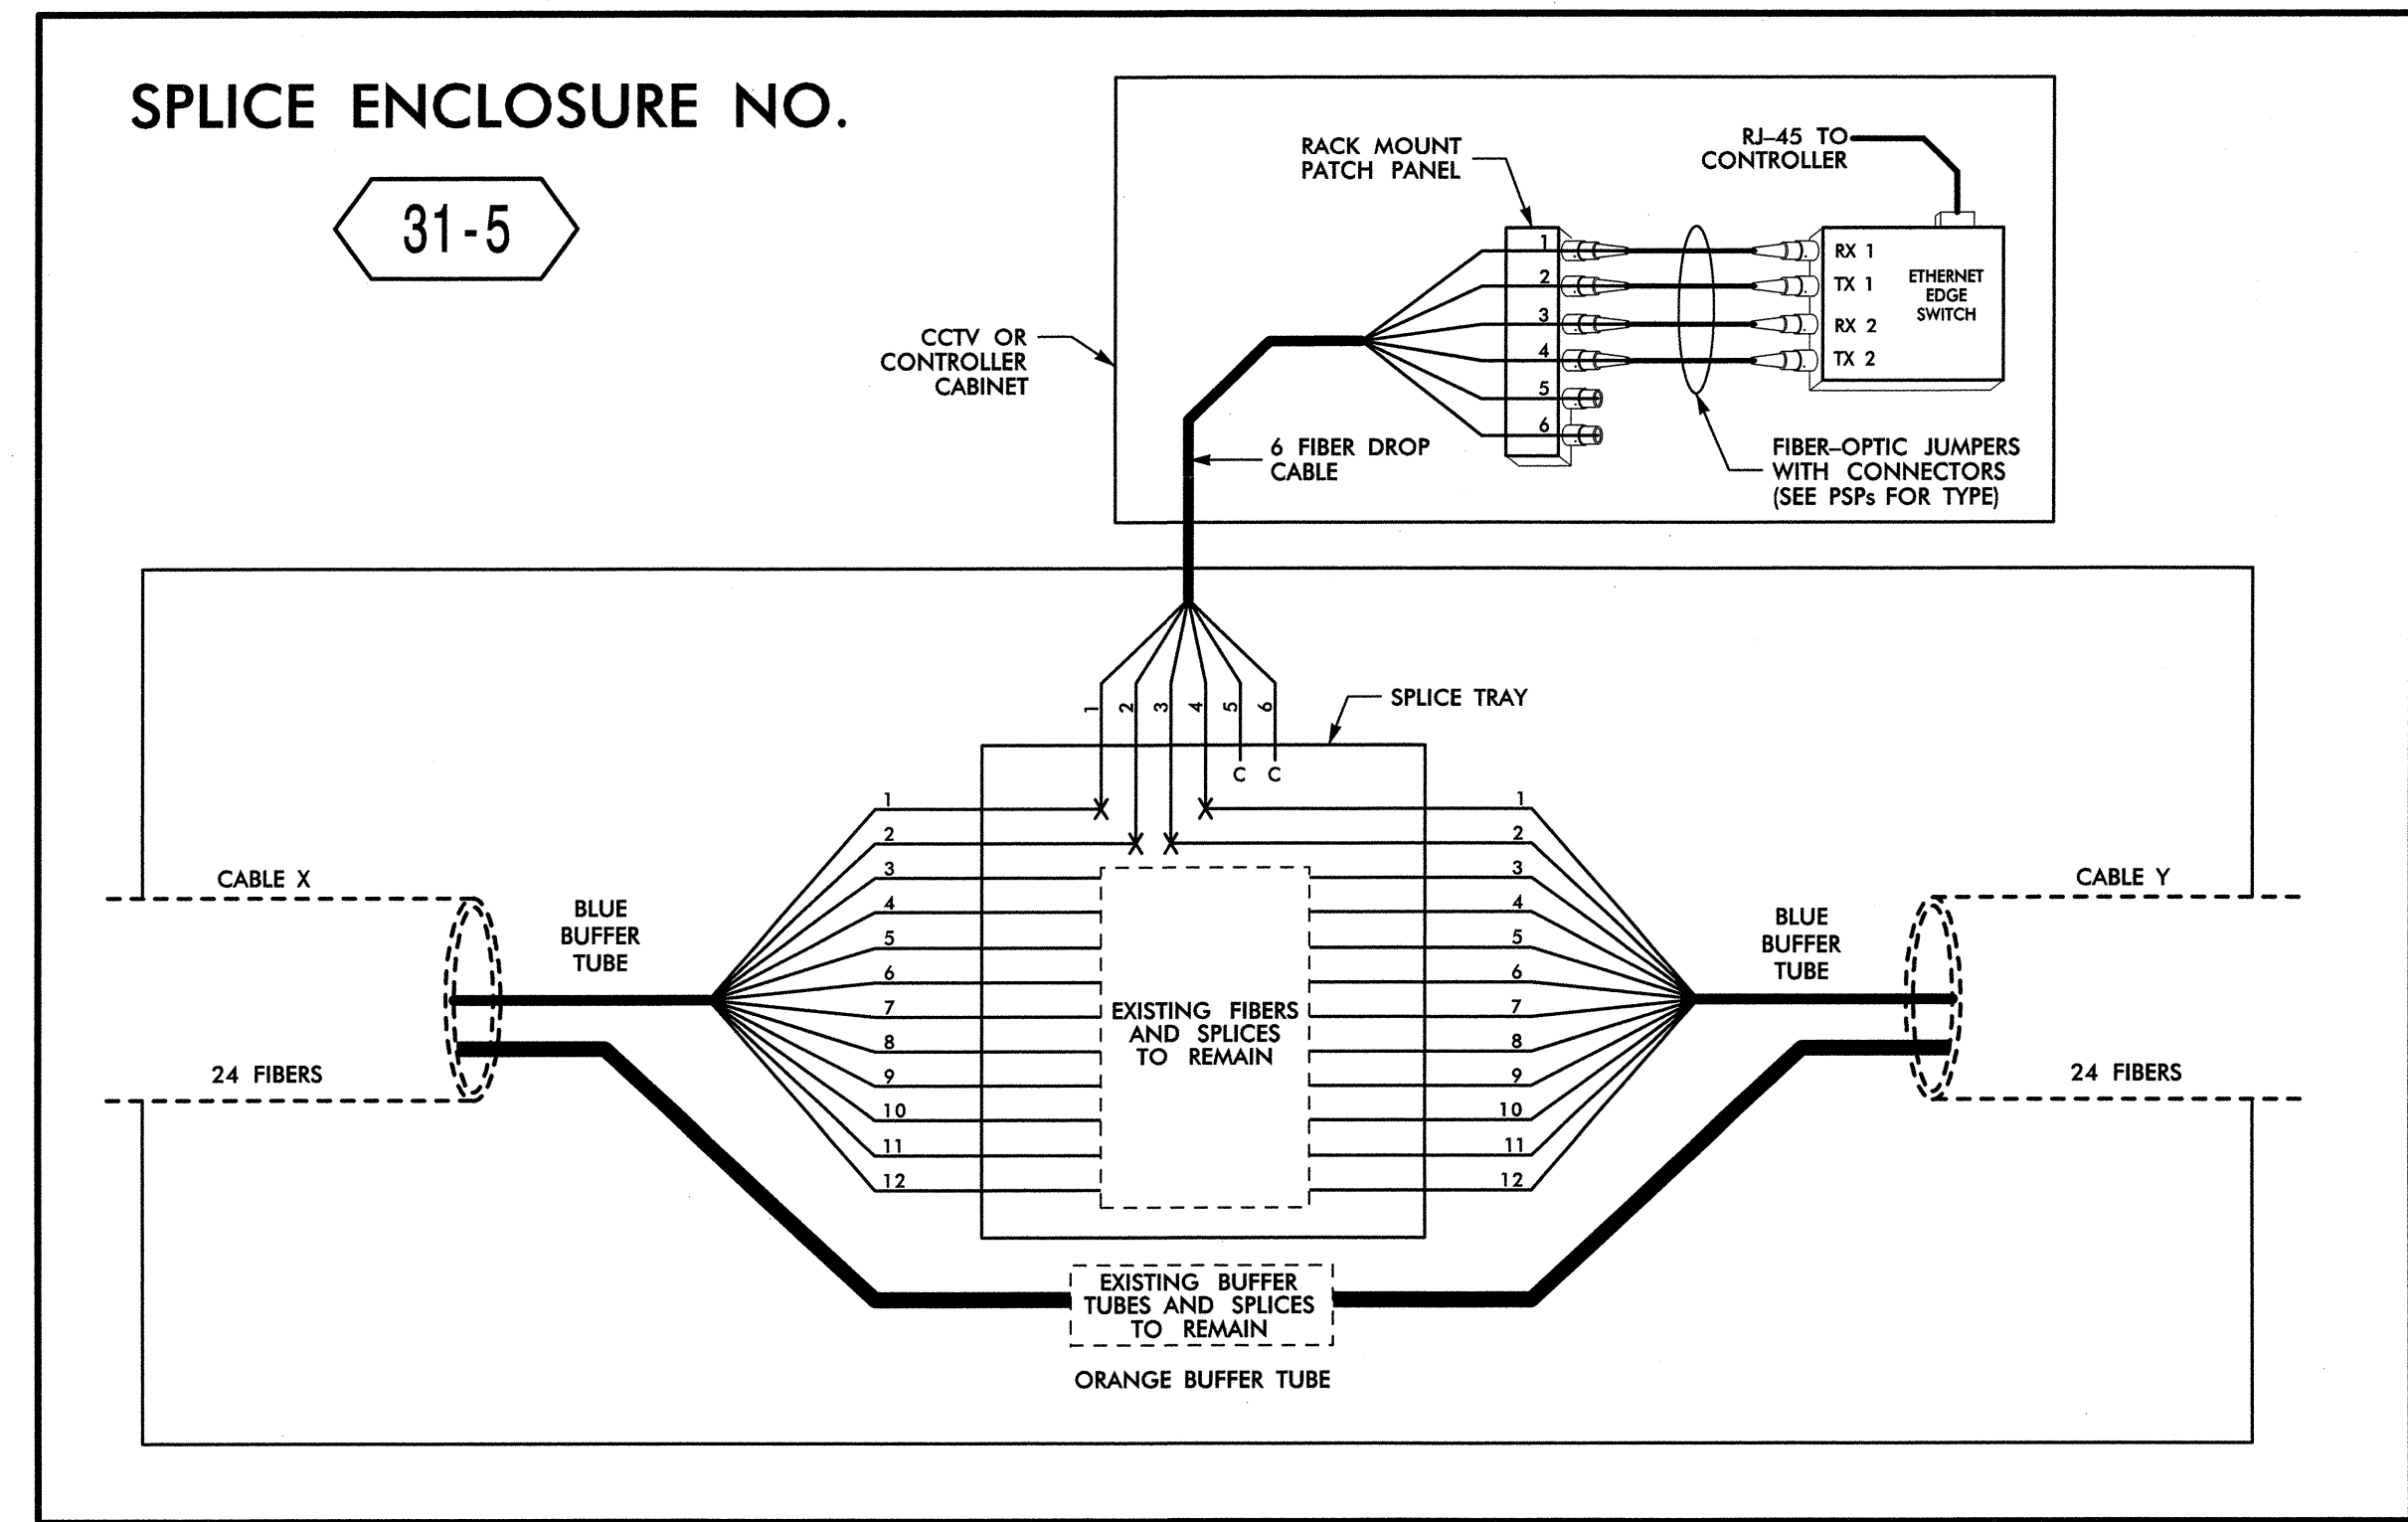 SPLICE ENCLOSURE NO.
31-5
RACK MOUNT
PATCH PANEL
RJ-45 TO
CONTROLLER
1
2
3
4
5
6
RX 1
TX 1
RX 2
TX 2
ETHERNET
EDGE
SWITCH
CCTV OR
CONTROLLER
CABINET
6 FIBER DROP
CABLE
FIBER-OPTIC JUMPERS
WITH CONNECTORS
(SEE PSPs FOR TYPE)
1
2
3
4
5
6
SPLICE TRAY
C C
CABLE X
24 FIBERS
BLUE
BUFFER
TUBE
1
2
3
4
5
6
7
8
9
10
11
12
EXISTING FIBERS
AND SPLICES
TO REMAIN
1
2
3
4
5
6
7
8
9
10
11
12
BLUE
BUFFER
TUBE
CABLE Y
24 FIBERS
EXISTING BUFFER
TUBES AND SPLICES
TO REMAIN
ORANGE BUFFER TUBE